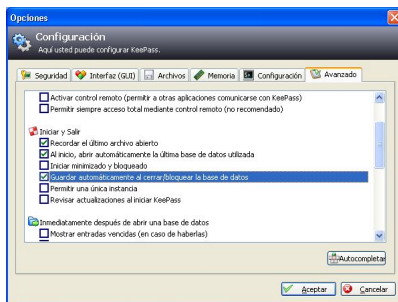 Opciones
Configuración
Aquí usted puede configurar KeePass.
Seguridad Interfaz (GUI) Archivos Memoria Configuración Avanzado
Activar control remoto (permitir a otras aplicaciones comunicarse con KeePass)
Permitir siempre acceso total mediante control remoto (no recomendado)
Iniciar y Salir
Recordar el último archivo abierto
Al inicio, abrir automáticamente la última base de datos utilizada
Iniciar minimizado y bloqueado
Guardar automáticamente al cerrar/bloquear la base de datos
Permitir una única instancia
Revisar actualizaciones al iniciar KeePass
Inmediatamente después de abrir una base de datos
Mostrar entradas vencidas (en caso de haberlas)
Autocompletar
Aceptar Cancelar